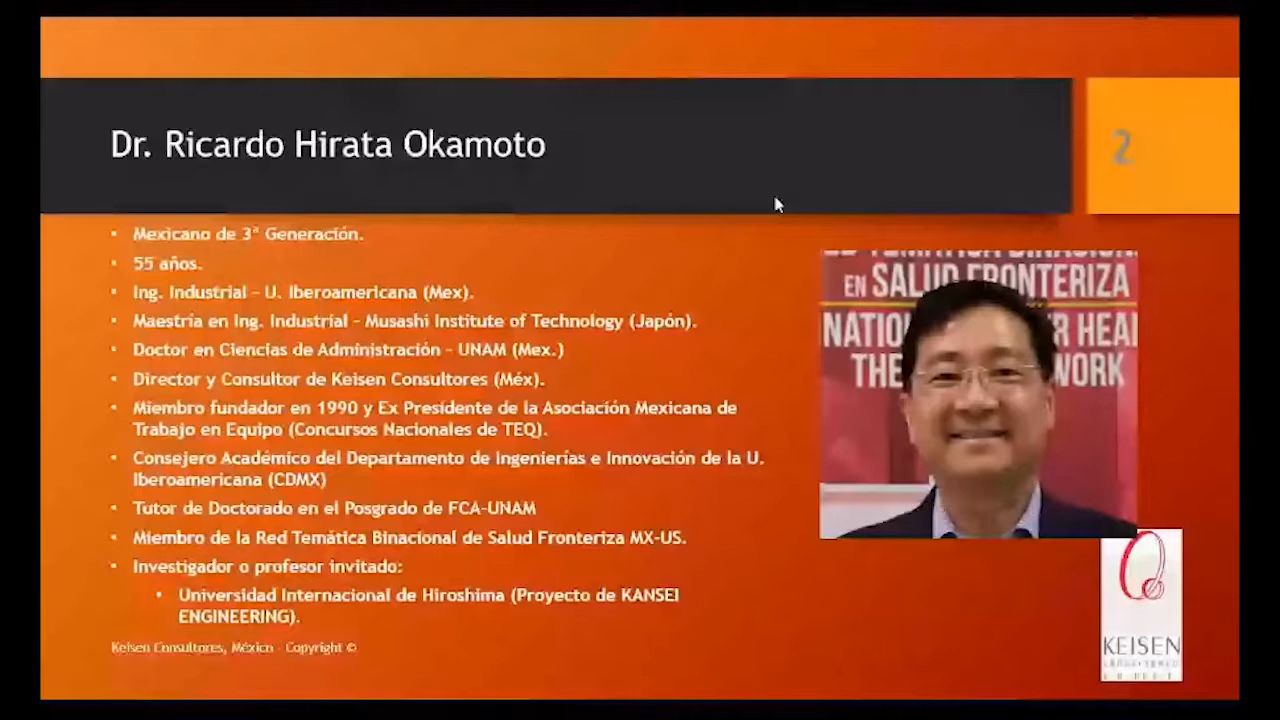 Dr. Ricardo Hirata Okamoto
2
• Mexicano de 3ª Generación.
• 55 años.
• Ing. Industrial – U. Iberoamericana (Mex).
• Maestría en Ing. Industrial – Musashi Institute of Technology (Japón).
• Doctor en Ciencias de Administración – UNAM (Mex.)
• Director y Consultor de Keisen Consultores (Méx).
• Miembro fundador en 1990 y Ex Presidente de la Asociación Mexicana de
Trabajo en Equipo (Concursos Nacionales de TEQ).
• Consejero Académico del Departamento de Ingenierías e Innovación de la U.
Iberoamericana (CDMX)
• Tutor de Doctorado en el Posgrado de FCA-UNAM
• Miembro de la Red Temática Binacional de Salud Fronteriza MX-US.
• Investigador o profesor invitado:
• Universidad Internacional de Hiroshima (Proyecto de KANSEI
ENGINEERING).
Keisen Consultores, México - Copyright ©
EN SALUD FRONTERIZA
THE WORK
KEISEN